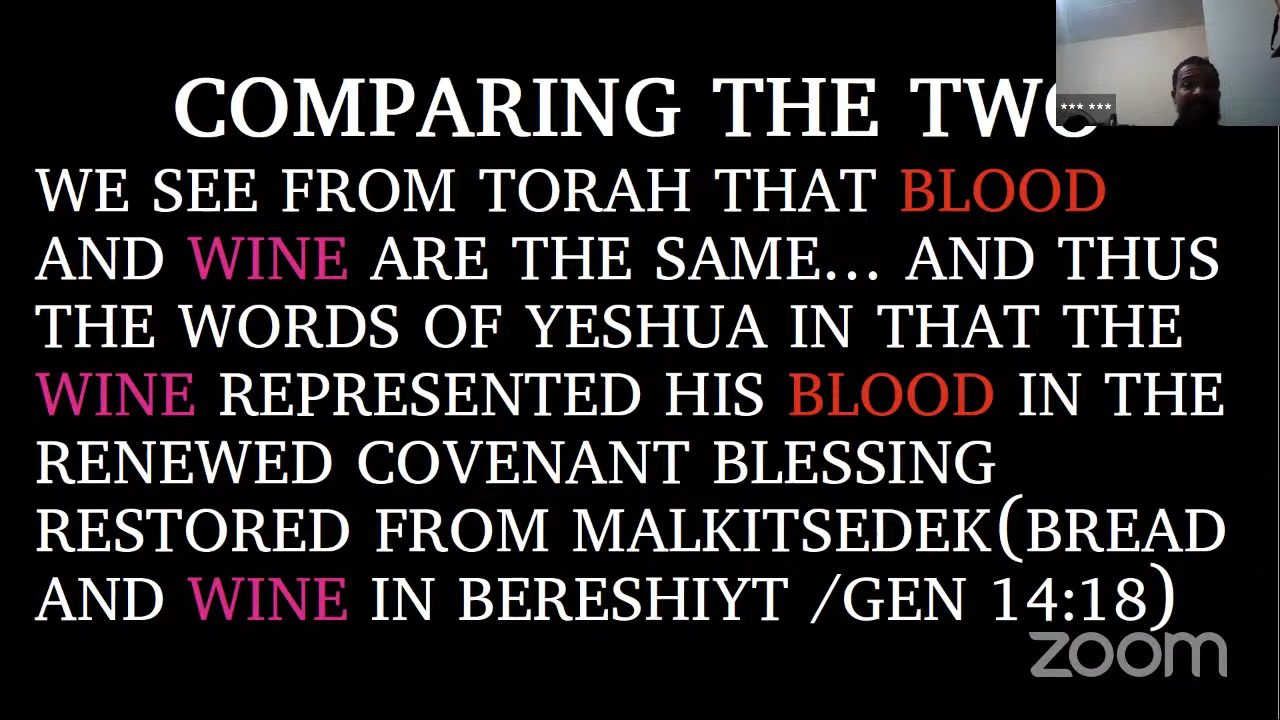 COMPARING THE TWO
*** ***
WE SEE FROM TORAH THAT BLOOD
AND WINE ARE THE SAME... AND THUS
THE WORDS OF YESHUA IN THAT THE
WINE REPRESENTED HIS BLOOD IN THE
RENEWED COVENANT BLESSING
RESTORED FROM MALKITSEDEK(BREAD
AND WINE IN BERESHIYT /GEN 14:18)
zoom